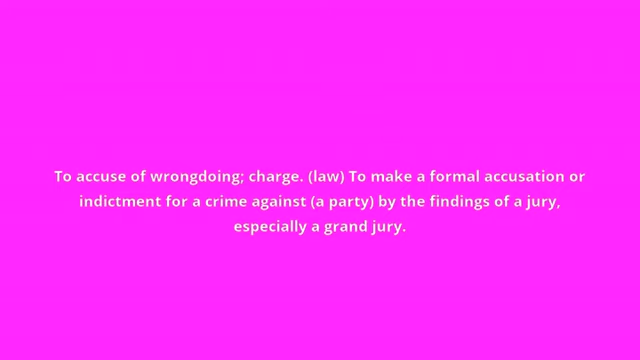 To accuse of wrongdoing; charge. (law) To make a formal accusation or
indictment for a crime against (a party) by the findings of a jury,
especially a grand jury.